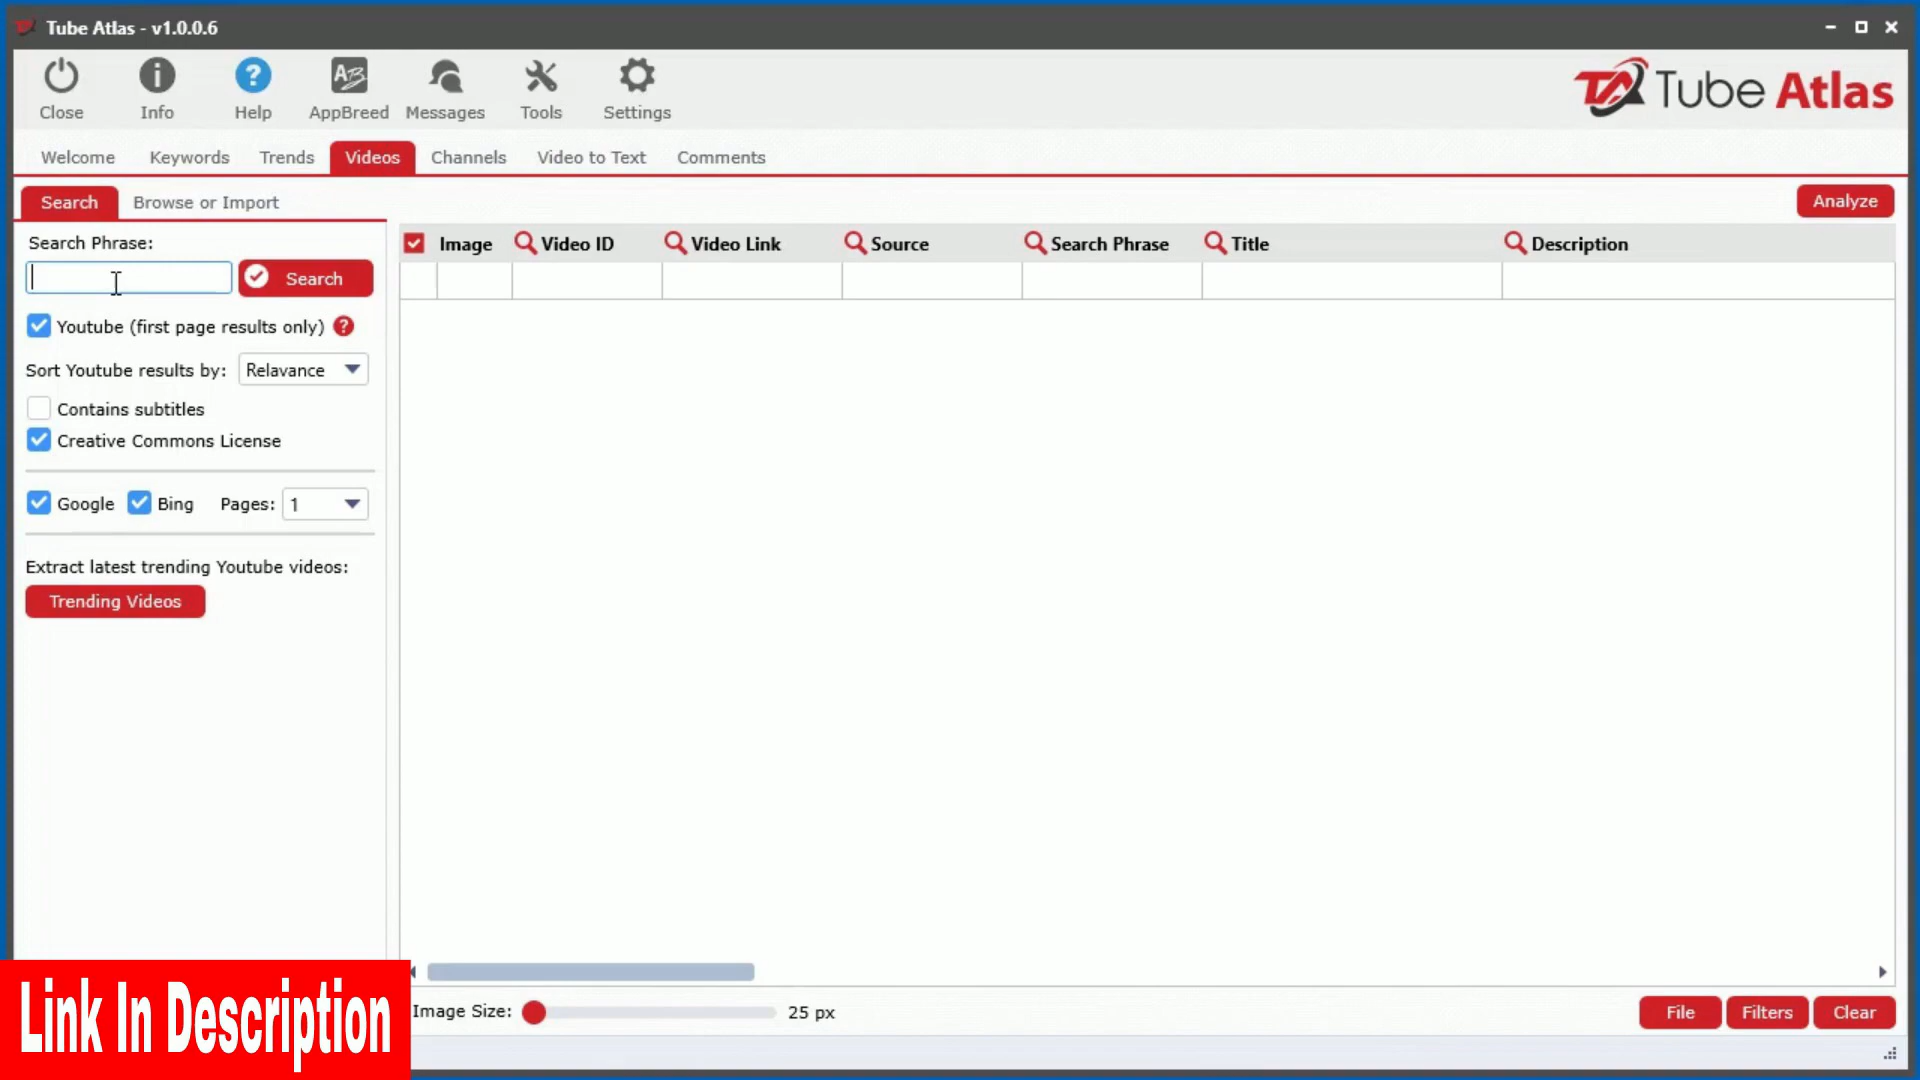 Tube Atlas - v1.0.0.6
Close Info Help AppBreed Messages Tools Settings
Tube Atlas
Welcome Keywords Trends Videos Channels Video to Text Comments
Search Browse or Import Analyze
Search Phrase:
Search
Youtube (first page results only) ?
Sort Youtube results by: Relavance
Contains subtitles
Creative Commons License
Google Bing Pages: 1
Extract latest trending Youtube videos:
Trending Videos
Image Video ID Video Link Source Search Phrase Title Description
Image Size: 25 px
File Filters Clear
Link In Description